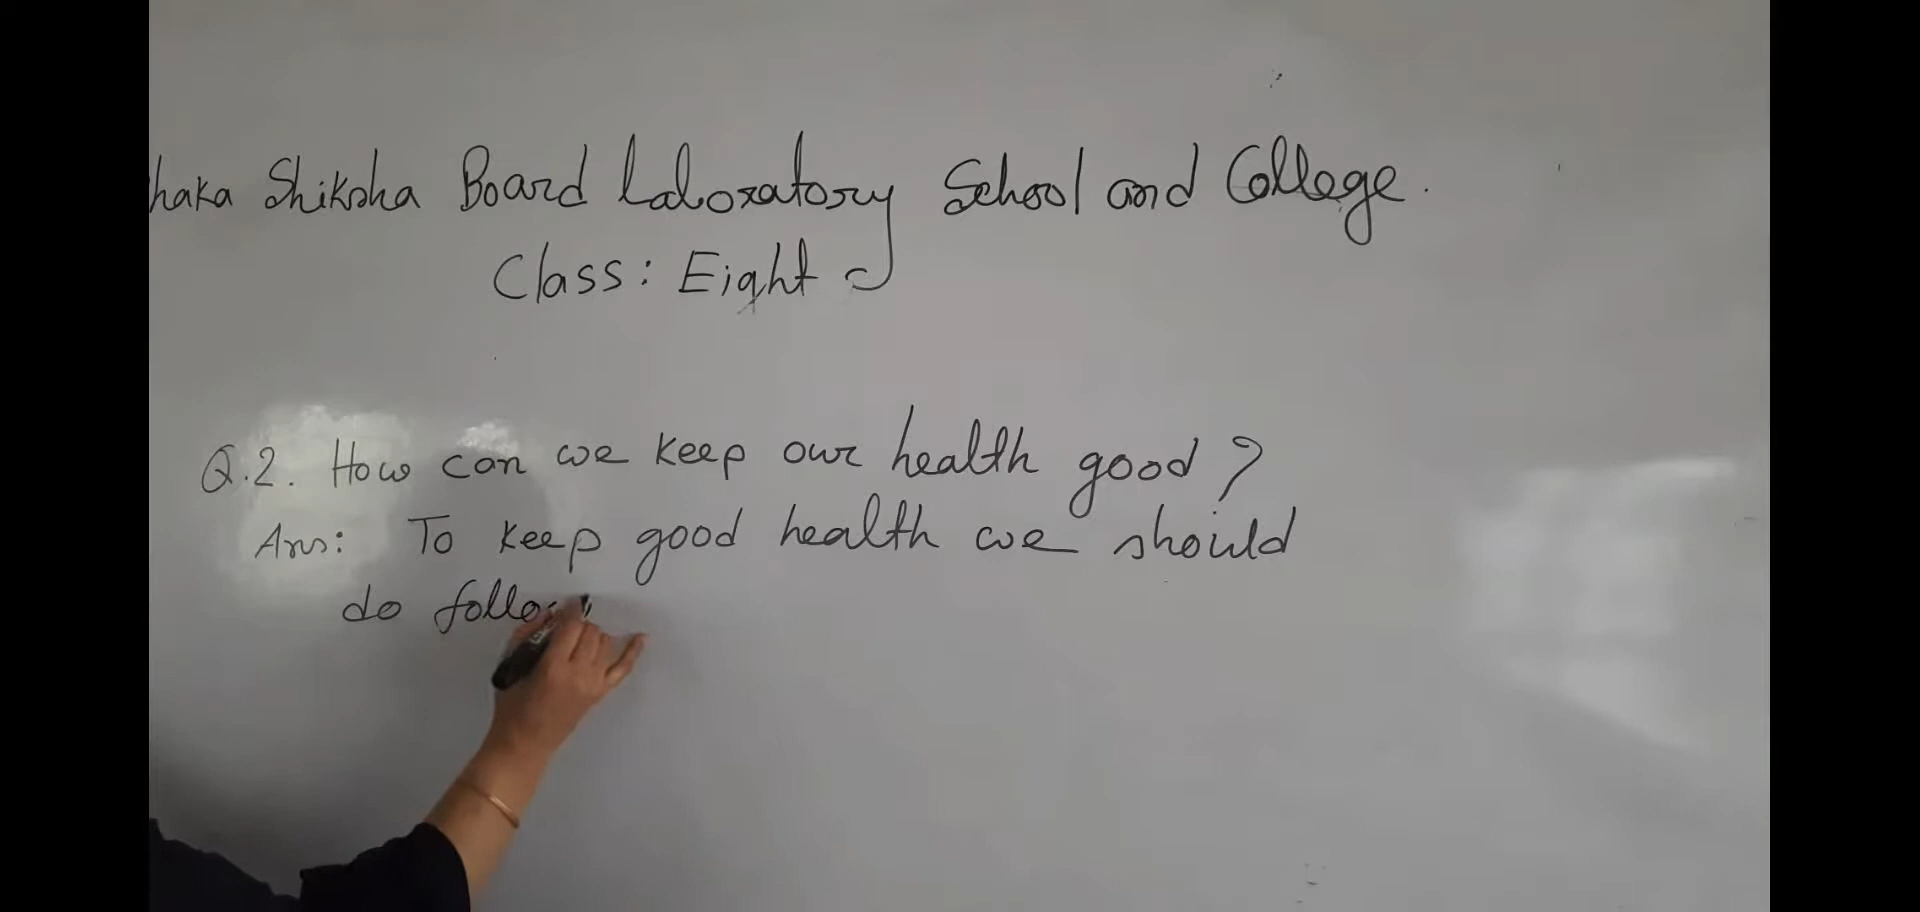 haka Shiksha Board Laboratory School and College.
Class: Eight
Q.2. How can we keep our health good?
Ans: To keep good health we should
do follo